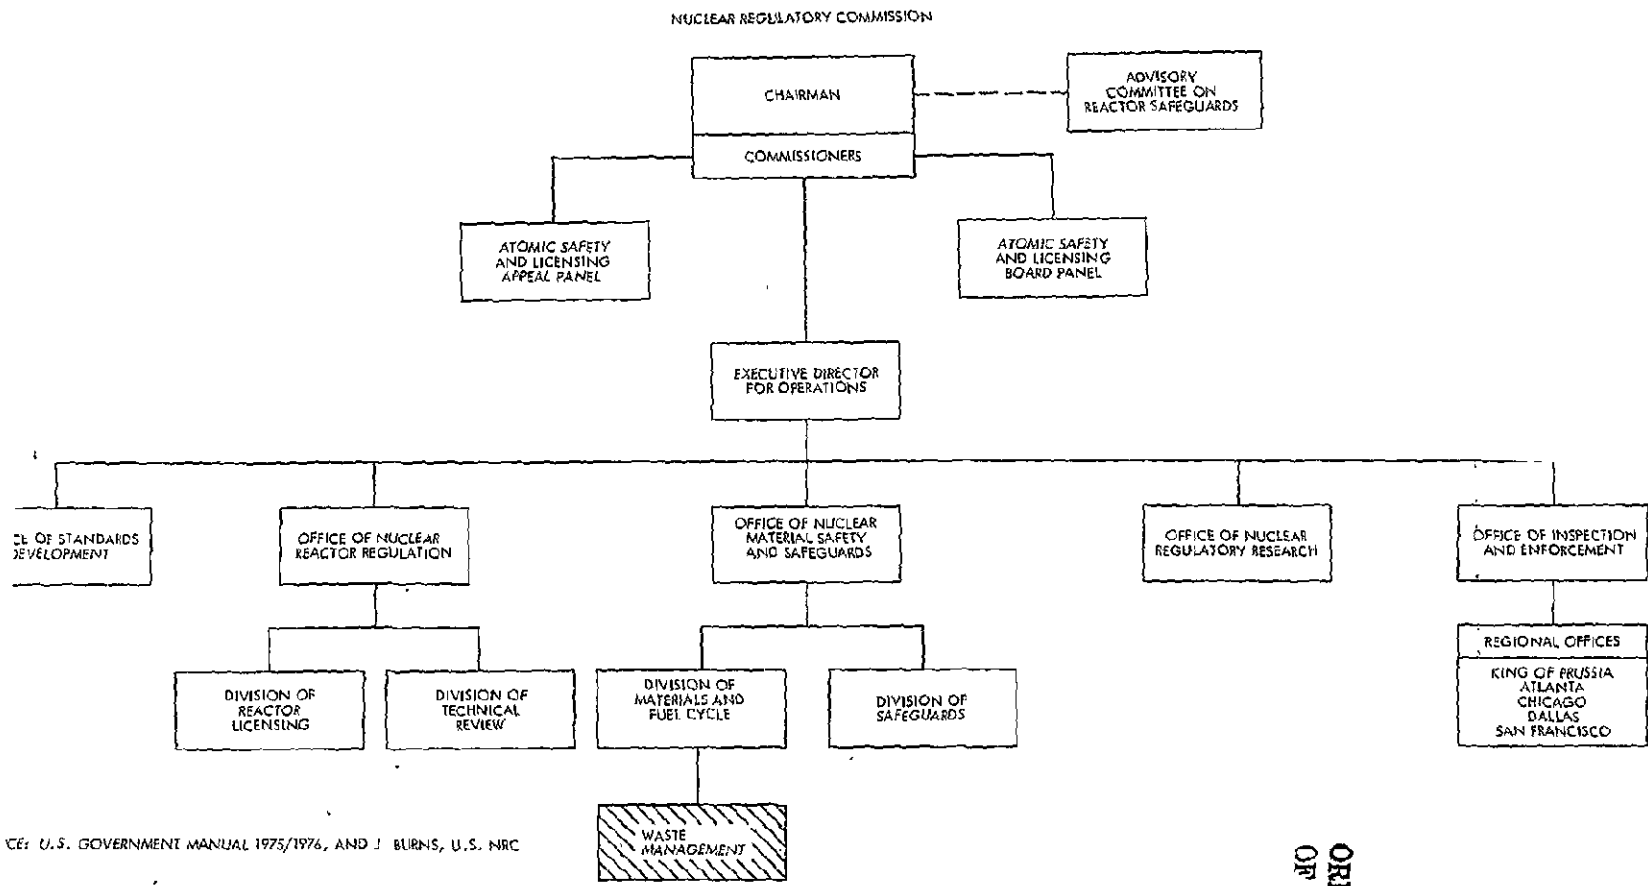 NUCLEAR REGULATORY COMMISSION
CHAIRMAN
ADVISORY
COMMITTEE ON
REACTOR SAFEGUARDS
COMMISSIONERS
ATOMIC SAFETY
AND LICENSING
APPEAL PANEL
ATOMIC SAFETY
AND LICENSING
BOARD PANEL
EXECUTIVE DIRECTOR
FOR OPERATIONS
OF STANDARDS
DEVELOPMENT
OFFICE OF NUCLEAR
REACTOR REGULATION
OFFICE OF NUCLEAR
MATERIAL SAFETY
AND SAFEGUARDS
OFFICE OF NUCLEAR
REGULATORY RESEARCH
OFFICE OF INSPECTION
AND ENFORCEMENT
DIVISION OF
REACTOR
LICENSING
DIVISION OF
TECHNICAL
REVIEW
DIVISION OF
MATERIALS AND
FUEL CYCLE
DIVISION OF
SAFEGUARDS
REGIONAL OFFICES
KING OF PRUSSIA
ATLANTA
CHICAGO
DALLAS
SAN FRANCISCO
WASTE
MANAGEMENT
U.S. GOVERNMENT MANUAL 1975/1976, AND J BURNS, U.S. NRC